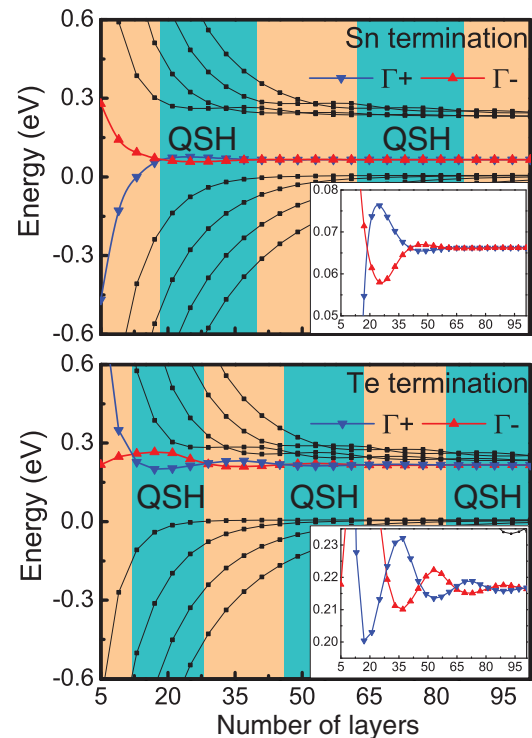 0.6
Sn termination
Γ+ Γ-
0.3
QSH QSH
Energy (eV)
0.0
0.08
0.07
-0.3
0.06
0.05
-0.6
5 20 35 50 65 80 95
0.6
Te termination
Γ+ Γ-
0.3
QSH QSH QSH
Energy (eV)
0.0
0.23
0.22
-0.3
0.21
0.20
-0.6
5 20 35 50 65 80 95
5 20 35 50 65 80 95
Number of layers